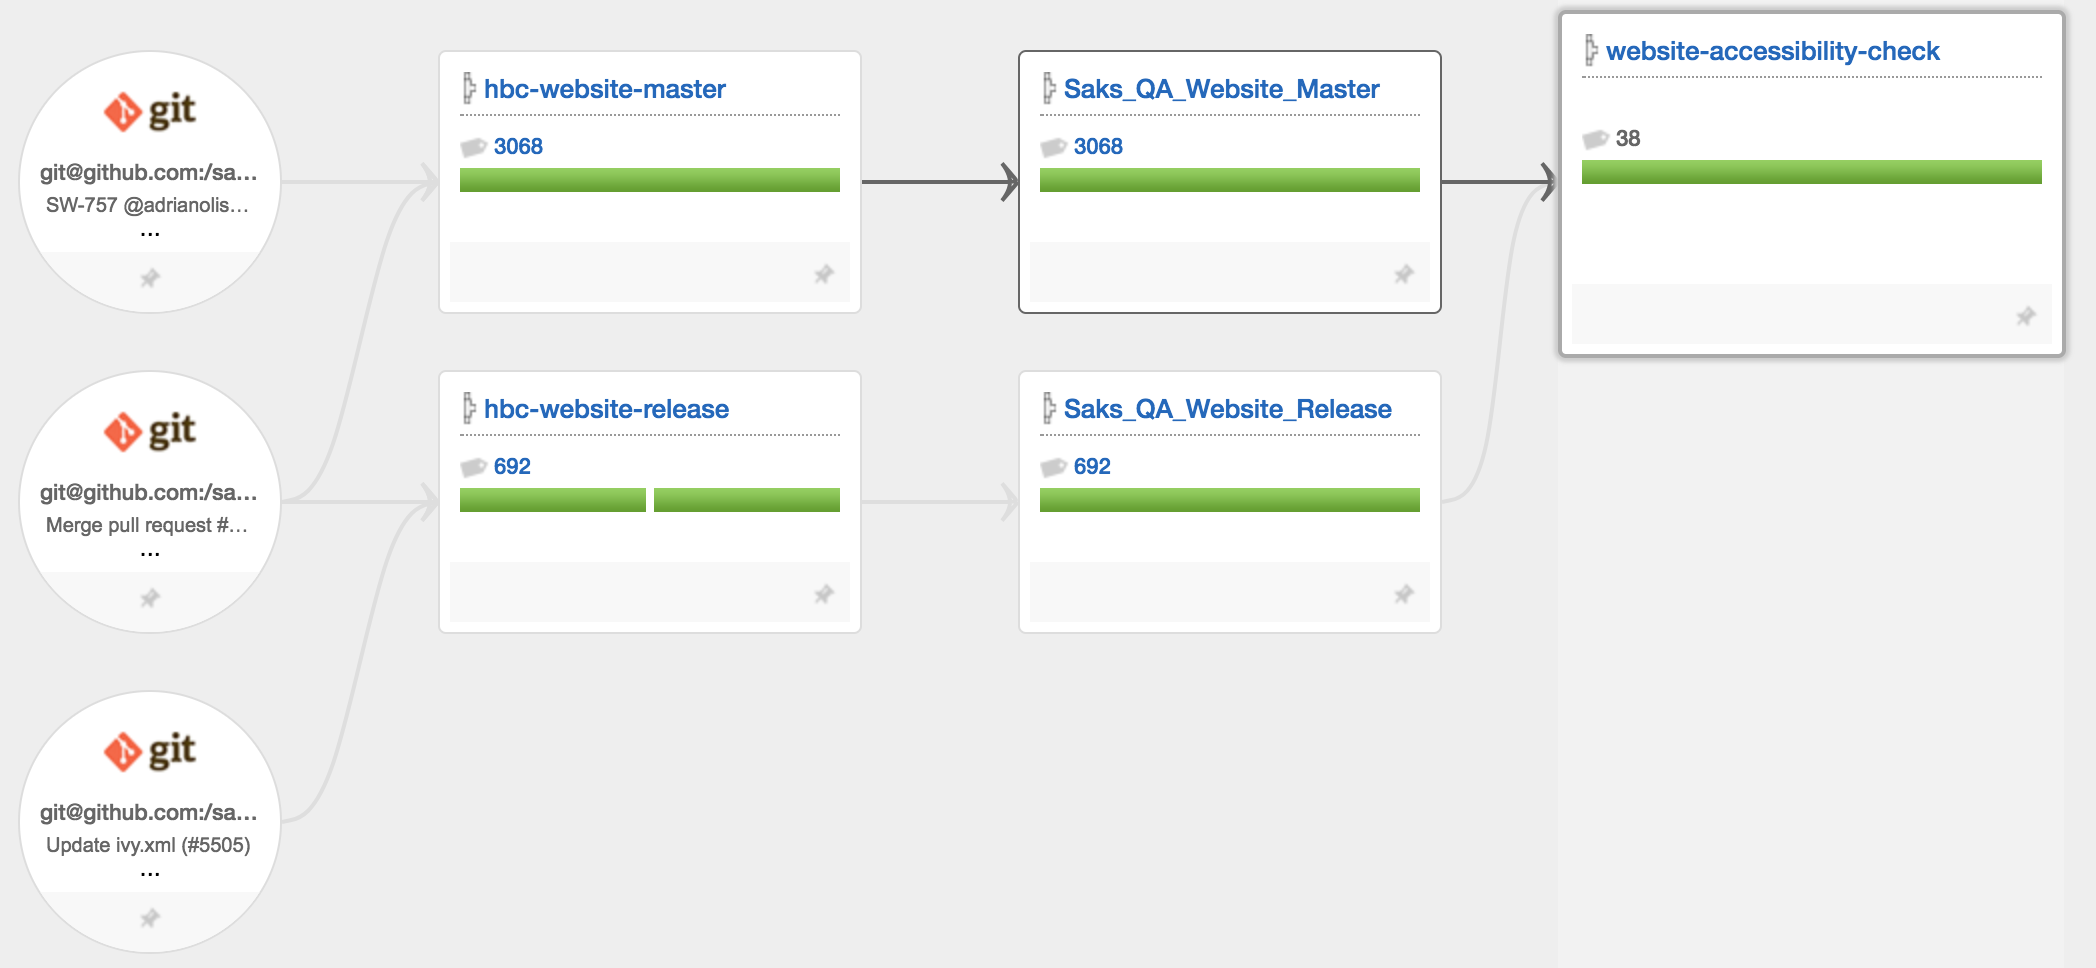 git
git@github.com:/sa...
SW-757 @adrianolis...
...
git
git@github.com:/sa...
Merge pull request #...
...
git
git@github.com:/sa...
Update ivy.xml (#5505)
...
hbc-website-master
3068
hbc-website-release
692
Saks_QA_Website_Master
3068
Saks_QA_Website_Release
692
website-accessibility-check
38